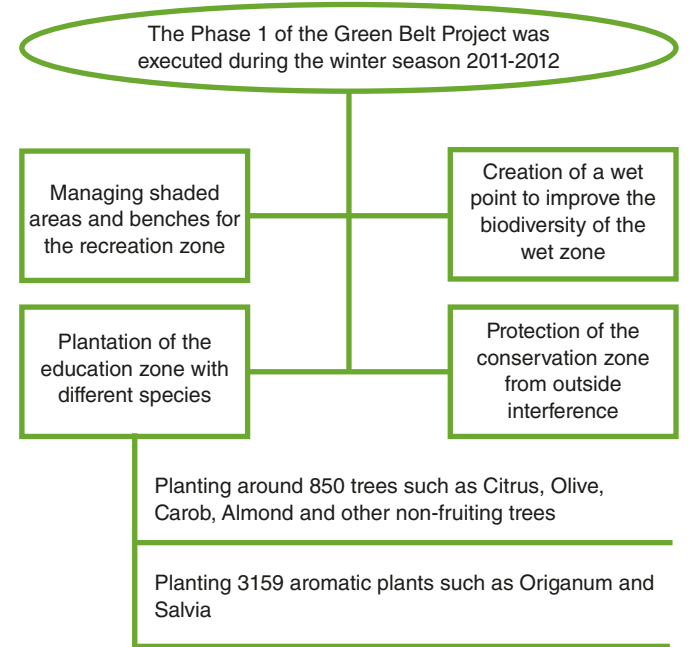 The Phase 1 of the Green Belt Project was
executed during the winter season 2011-2012
Managing shaded
areas and benches for
the recreation zone
Creation of a wet
point to improve the
biodiversity of the
wet zone
Plantation of the
education zone with
different species
Protection of the
conservation zone
from outside
interference
Planting around 850 trees such as Citrus, Olive,
Carob, Almond and other non-fruiting trees
Planting 3159 aromatic plants such as Origanum and
Salvia